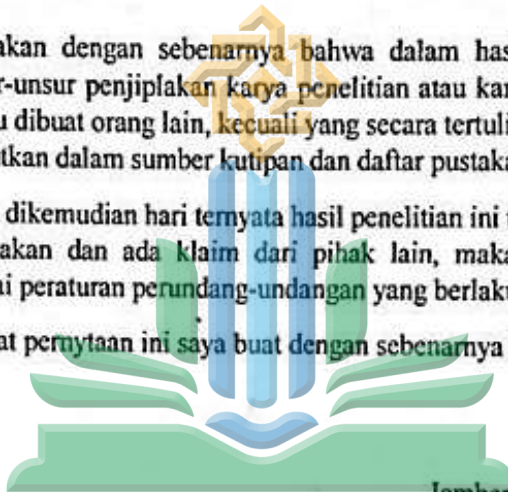 akan dengan sebenarnya bahwa dalam has
r-unsur penjiplakan karya penelitian atau kar
u dibuat orang lain, kecuali yang secara tertuli
tkan dalam sumber kutipan dan daftar pustaka
dikemudian hari ternyata hasil penelitian ini
akan dan ada klaim dari pihak lain, maka
ai peraturan perundang-undangan yang berlaku
at pernytaan ini saya buat dengan sebenarnya